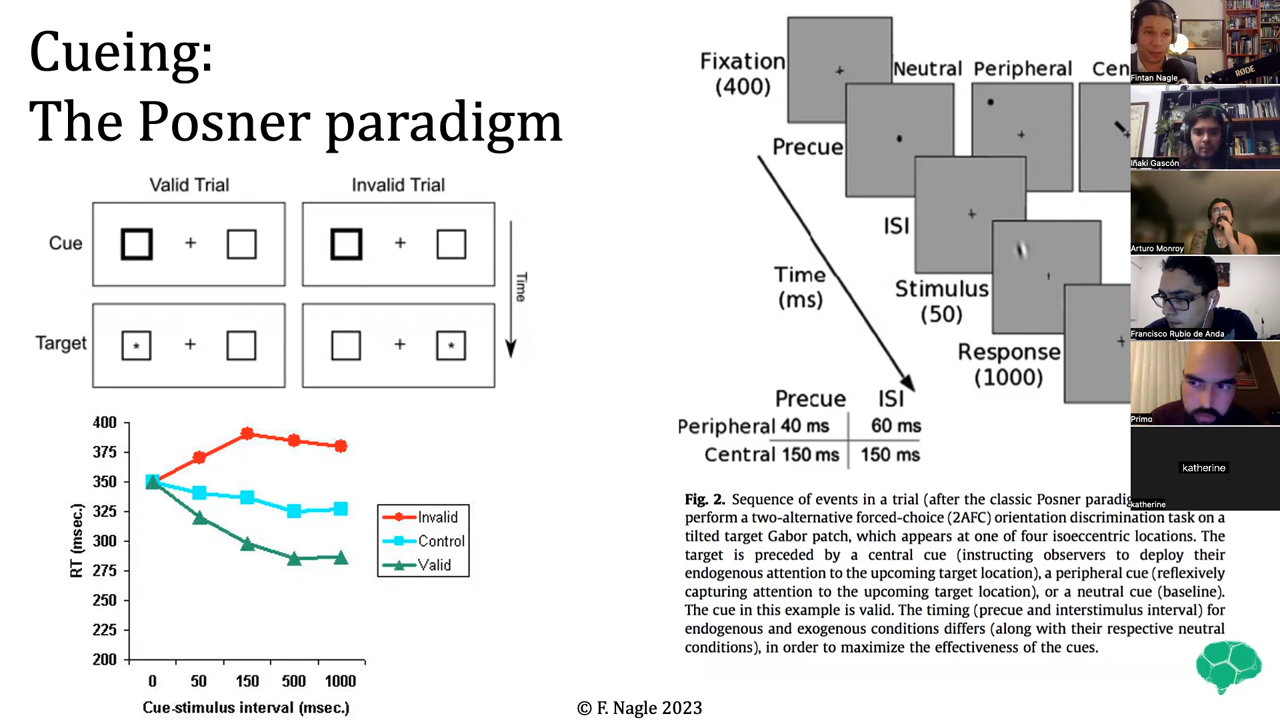 Cueing:
The Posner paradigm
Valid Trial
Invalid Trial
Cue
Target
Time
400
375
350
325
300
275
250
225
200
RT (msec.)
0 50 150 500 1000
Cue-stimulus interval (msec.)
Invalid
Control
Valid
Fixation
(400)
Neutral
Peripheral
Cen
Precue
ISI
Time
(ms)
Stimulus
(50)
Response
(1000)
Precue ISI
Peripheral 40 ms 60 ms
Central 150 ms 150 ms
Fig. 2. Sequence of events in a trial (after the classic Posner paradig
perform a two-alternative forced-choice (2AFC) orientation discrimination task on a
tilted target Gabor patch, which appears at one of four isoeccentric locations. The
target is preceded by a central cue (instructing observers to deploy their
endogenous attention to the upcoming target location), a peripheral cue (reflexively
capturing attention to the upcoming target location), or a neutral cue (baseline).
The cue in this example is valid. The timing (precue and interstimulus interval) for
endogenous and exogenous conditions differs (along with their respective neutral
conditions), in order to maximize the effectiveness of the cues.
© F. Nagle 2023
RØDE
Fintan Nagle
Iñaki Gascón
Arturo Monroy
Francisco Rubio de Anda
Primo
katherine
katherine